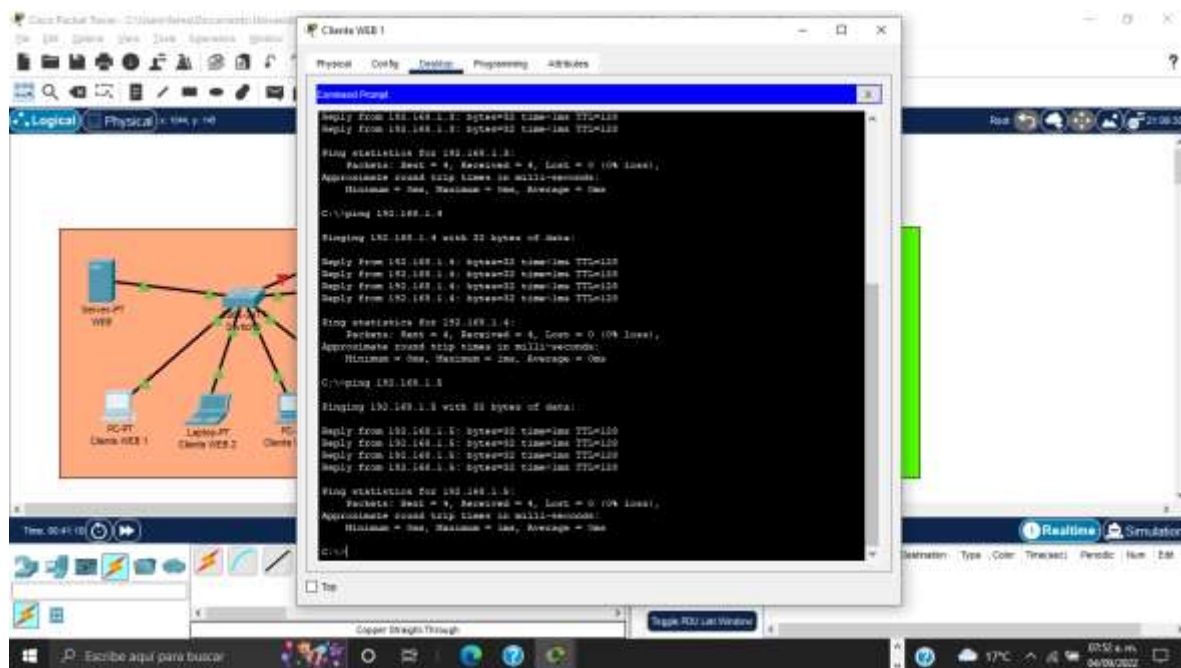 Cisco Packet Tracer
Cliente WEB 1
Physical Config Desktop Programming Attributes
Command Prompt
X
?
Logical
Physical
Root
Reply from 192.168.1.3: bytes=32 time<1ms TTL=128
Reply from 192.168.1.3: bytes=32 time<1ms TTL=128
Ping statistics for 192.168.1.3:
Packets: Sent = 4, Received = 4, Lost = 0 (0% loss),
Approximate round trip times in milli-seconds:
Minimum = 0ms, Maximum = 0ms, Average = 0ms
C:\>ping 192.168.1.4
Pinging 192.168.1.4 with 32 bytes of data:
Reply from 192.168.1.4: bytes=32 time<1ms TTL=128
Reply from 192.168.1.4: bytes=32 time<1ms TTL=128
Reply from 192.168.1.4: bytes=32 time<1ms TTL=128
Reply from 192.168.1.4: bytes=32 time<1ms TTL=128
Ping statistics for 192.168.1.4:
Packets: Sent = 4, Received = 4, Lost = 0 (0% loss),
Approximate round trip times in milli-seconds:
Minimum = 0ms, Maximum = 1ms, Average = 0ms
C:\>ping 192.168.1.5
Pinging 192.168.1.5 with 32 bytes of data:
Reply from 192.168.1.5: bytes=32 time<1ms TTL=128
Reply from 192.168.1.5: bytes=32 time<1ms TTL=128
Reply from 192.168.1.5: bytes=32 time<1ms TTL=128
Reply from 192.168.1.5: bytes=32 time<1ms TTL=128
Ping statistics for 192.168.1.5:
Packets: Sent = 4, Received = 4, Lost = 0 (0% loss),
Approximate round trip times in milli-seconds:
C:\>
Server-PT
WEB
PC-PT
Cliente WEB 1
Laptop-PT
Cliente WEB 2
Top
Realtime
Simulation
Type Color Time(sec) Periodic Num Edit
Copper Straight-Through
Toggle PDU List Window
Escribe aquí para buscar
17°C
07:52 a.m.